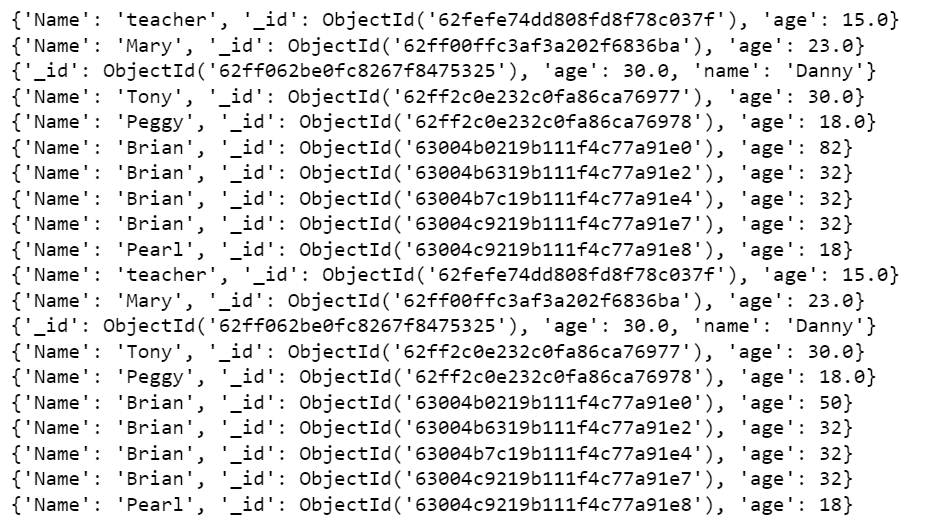 {'Name': 'teacher', '_id': ObjectId('62fefe74dd808fd8f78c037f'), 'age': 15.0}
{'Name': 'Mary', '_id': ObjectId('62ff00ffc3af3a202f6836ba'), 'age': 23.0}
{'_id': ObjectId('62ff062be0fc8267f8475325'), 'age': 30.0, 'name': 'Danny'}
{'Name': 'Tony', '_id': ObjectId('62ff2c0e232c0fa86ca76977'), 'age': 30.0}
{'Name': 'Peggy', '_id': ObjectId('62ff2c0e232c0fa86ca76978'), 'age': 18.0}
{'Name': 'Brian', '_id': ObjectId('63004b0219b111f4c77a91e0'), 'age': 82}
{'Name': 'Brian', '_id': ObjectId('63004b6319b111f4c77a91e2'), 'age': 32}
{'Name': 'Brian', '_id': ObjectId('63004b7c19b111f4c77a91e4'), 'age': 32}
{'Name': 'Brian', '_id': ObjectId('63004c9219b111f4c77a91e7'), 'age': 32}
{'Name': 'Pearl', '_id': ObjectId('63004c9219b111f4c77a91e8'), 'age': 18}
{'Name': 'teacher', '_id': ObjectId('62fefe74dd808fd8f78c037f'), 'age': 15.0}
{'Name': 'Mary', '_id': ObjectId('62ff00ffc3af3a202f6836ba'), 'age': 23.0}
{'_id': ObjectId('62ff062be0fc8267f8475325'), 'age': 30.0, 'name': 'Danny'}
{'Name': 'Tony', '_id': ObjectId('62ff2c0e232c0fa86ca76977'), 'age': 30.0}
{'Name': 'Peggy', '_id': ObjectId('62ff2c0e232c0fa86ca76978'), 'age': 18.0}
{'Name': 'Brian', '_id': ObjectId('63004b0219b111f4c77a91e0'), 'age': 50}
{'Name': 'Brian', '_id': ObjectId('63004b6319b111f4c77a91e2'), 'age': 32}
{'Name': 'Brian', '_id': ObjectId('63004b7c19b111f4c77a91e4'), 'age': 32}
{'Name': 'Brian', '_id': ObjectId('63004c9219b111f4c77a91e7'), 'age': 32}
{'Name': 'Pearl', '_id': ObjectId('63004c9219b111f4c77a91e8'), 'age': 18}